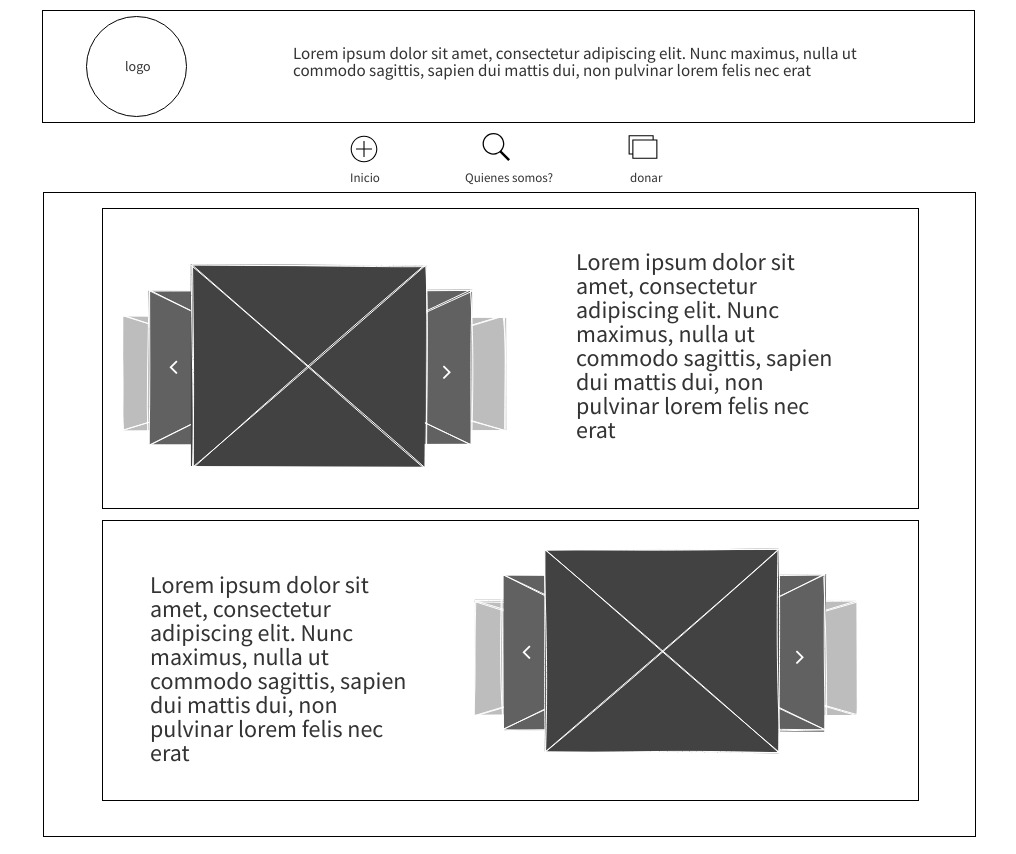 logo
Lorem ipsum dolor sit amet, consectetur adipiscing elit. Nunc maximus, nulla ut
commodo sagittis, sapien dui mattis dui, non pulvinar lorem felis nec erat
Inicio
Quienes somos?
donar
Lorem ipsum dolor sit
amet, consectetur
adipiscing elit. Nunc
maximus, nulla ut
commodo sagittis, sapien
dui mattis dui, non
pulvinar lorem felis nec
erat
Lorem ipsum dolor sit
amet, consectetur
adipiscing elit. Nunc
maximus, nulla ut
commodo sagittis, sapien
dui mattis dui, non
pulvinar lorem felis nec
erat